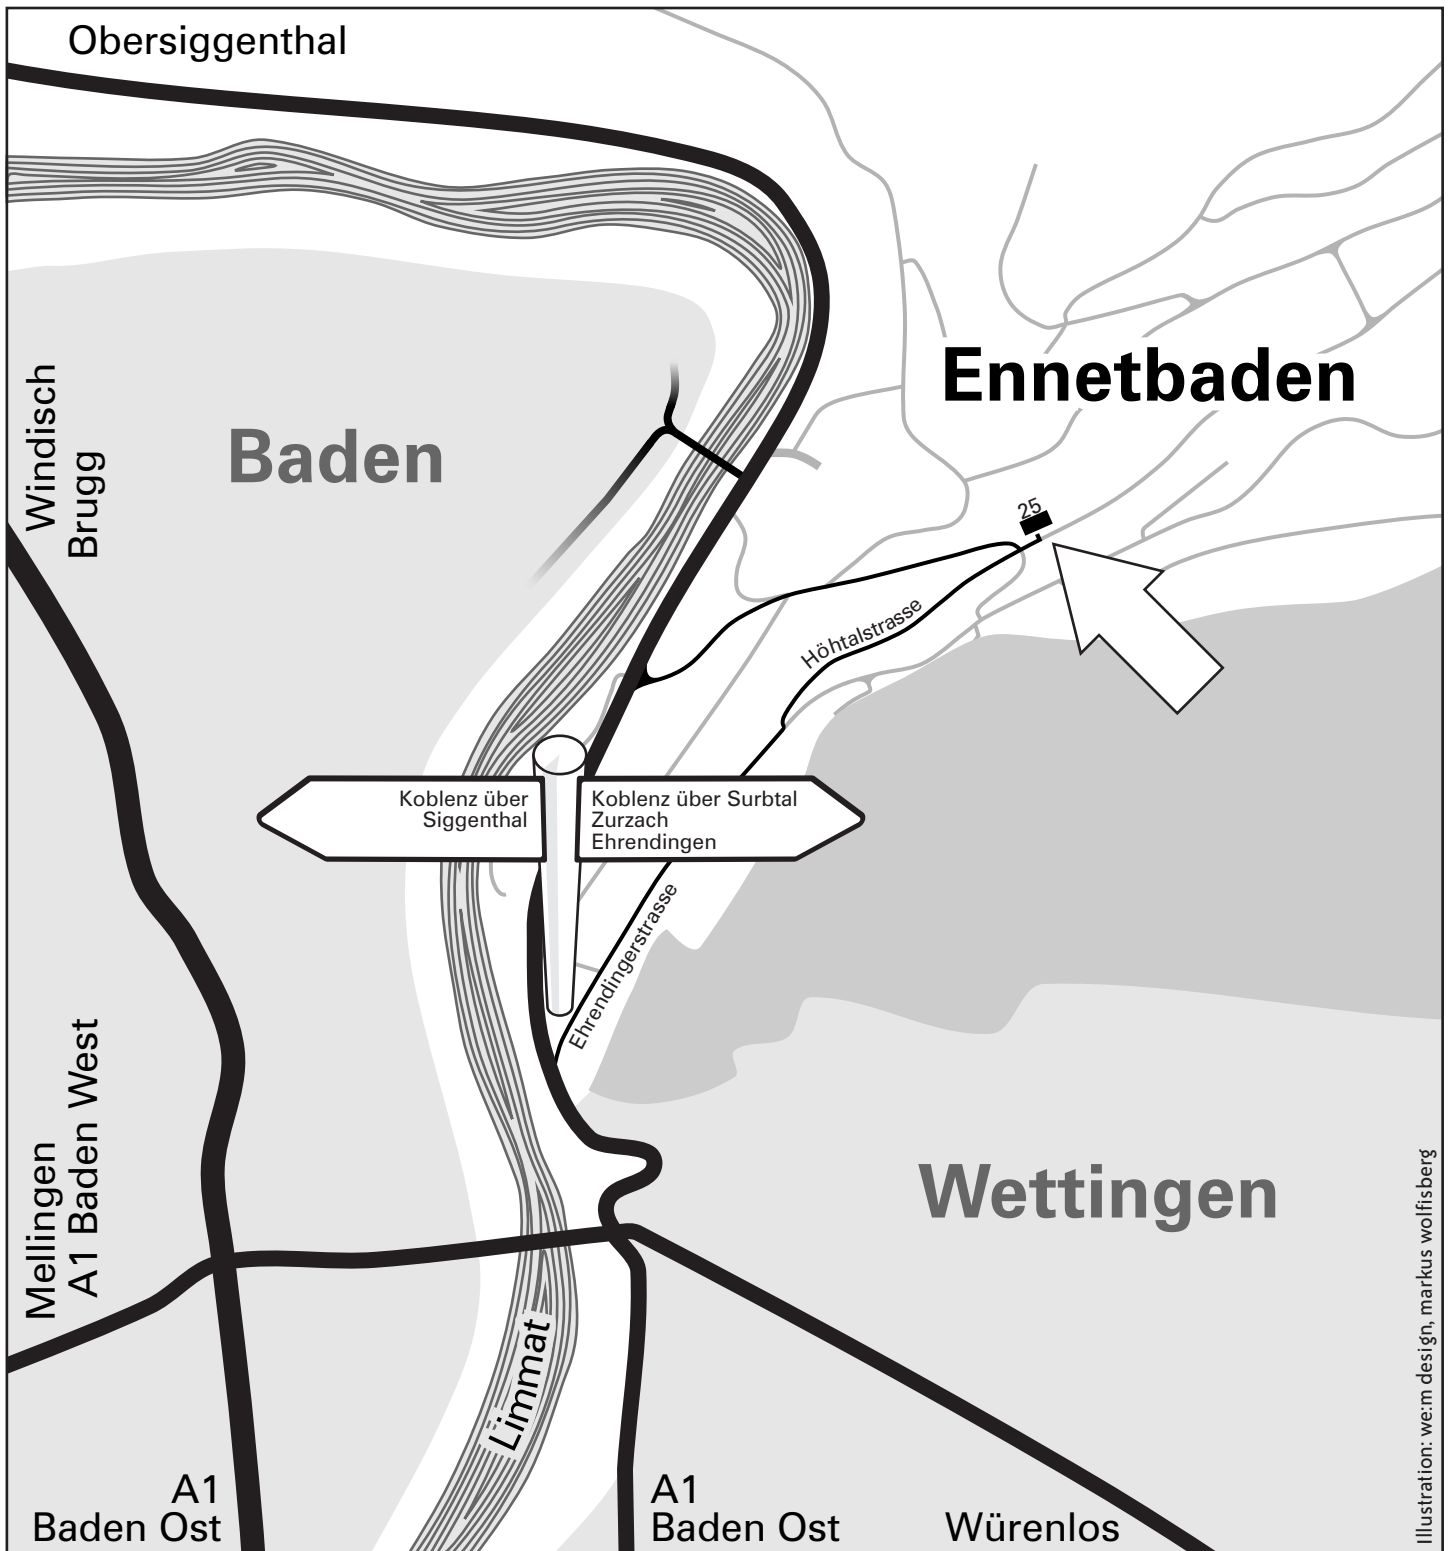 Obersiggenthal
Windisch
Brugg
Baden
Ennetbaden
25
Höhtalstrasse
Koblenz über
Siggenthal
Koblenz über Surbtal
Zurzach
Ehrendingen
Ehrendingerstrasse
Mellingen
A1 Baden West
Wettingen
Limmat
A1
Baden Ost
A1
Baden Ost
Würenlos
Illustration: we:m design, markus wolfisberg